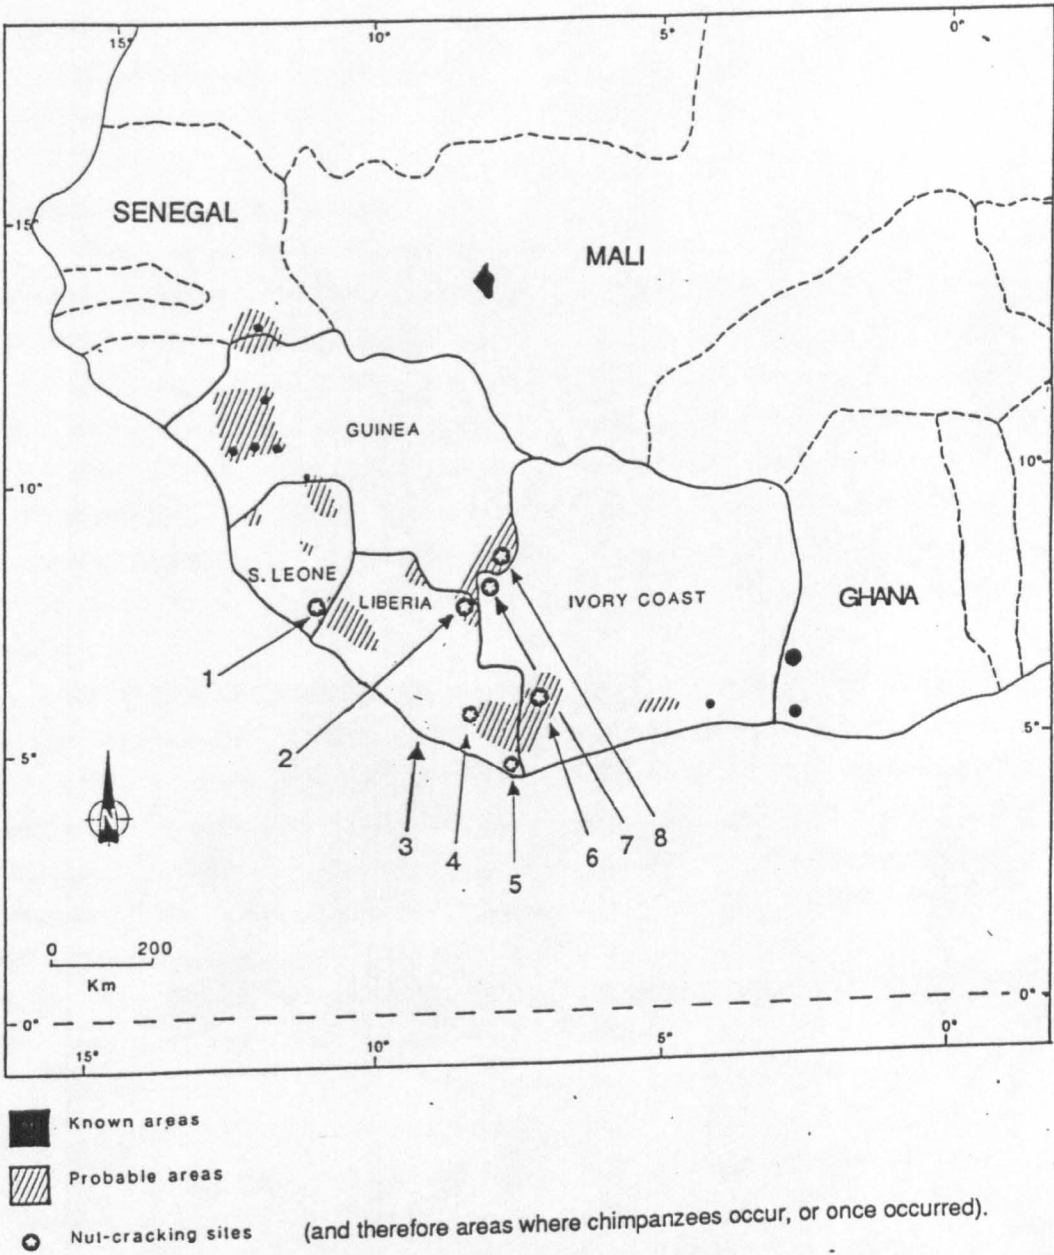 15° 10° 5° 0°
SENEGAL
15° 15°
MALI
GUINEA
10° 10°
S. LEONE
LIBERIA
IVORY COAST
GHANA
1
2
5° 5°
3
4
5
6
7
8
N
0 200
Km
0° 0°
15° 10° 5° 0°
Known areas
Probable areas
Nut-cracking sites (and therefore areas where chimpanzees occur, or once occurred).